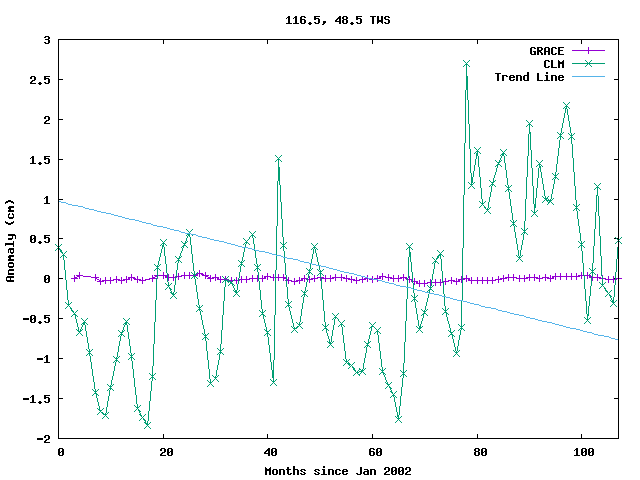 116.5, 48.5 TWS
GRACE
CLM
Trend Line
3
2.5
2
1.5
1
0.5
0
-0.5
-1
-1.5
-2
Anomaly (cm)
0 20 40 60 80 100
Months since Jan 2002